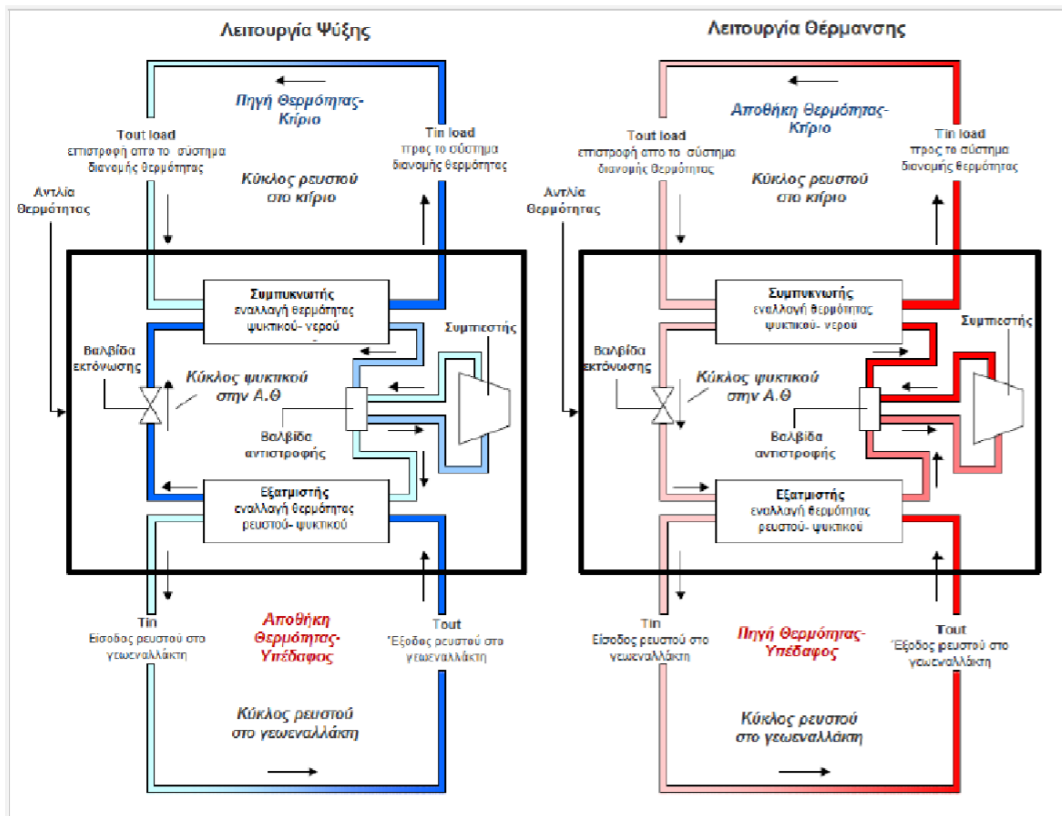 Λειτουργία Ψύξης
Πηγή Θερμότητας-
Κτίριο
Tout load
επιστροφή απο το σύστημα
διανομής θερμότητας
Tin load
προς το σύστημα
διανομής θερμότητας
Κύκλος ρευστού
στο κτίριο
Αντλία
Θερμότητας
Συμπυκνωτής
εναλλαγή θερμότητας
ψυκτικού- νερού
Συμπιεστής
Βαλβίδα
εκτόνωσης
Κύκλος ψυκτικού
στην Α.Θ
Βαλβίδα
αντιστροφής
Εξατμιστής
εναλλαγή θερμότητας
ρευστού- ψυκτικού
Tin
Είσοδος ρευστού στο
γεωεναλλάκτη
Αποθήκη
Θερμότητας-
Υπέδαφος
Tout
Έξοδος ρευστού στο
γεωεναλλάκτη
Κύκλος ρευστού
στο γεωεναλλάκτη
Λειτουργία Θέρμανσης
Αποθήκη Θερμότητας-
Κτίριο
Tout load
επιστροφή απο το σύστημα
διανομής θερμότητας
Tin load
προς το σύστημα
διανομής θερμότητας
Κύκλος ρευστού
στο κτίριο
Αντλία
Θερμότητας
Συμπυκνωτής
εναλλαγή θερμότητας
ψυκτικού- νερού
Συμπιεστής
Βαλβίδα
εκτόνωσης
Κύκλος ψυκτικού
στην Α.Θ
Βαλβίδα
αντιστροφής
Εξατμιστής
εναλλαγή θερμότητας
ρευστού- ψυκτικού
Tin
Είσοδος ρευστού στο
γεωεναλλάκτη
Πηγή Θερμότητας-
Υπέδαφος
Tout
Έξοδος ρευστού στο
γεωεναλλάκτη
Κύκλος ρευστού
στο γεωεναλλάκτη